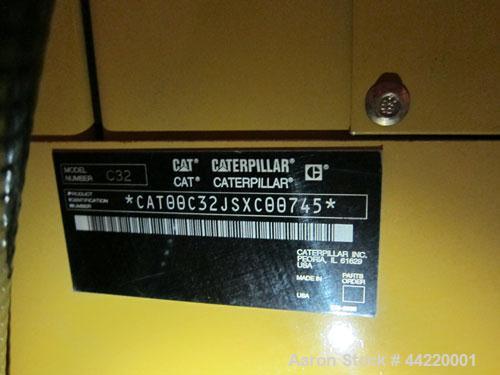 MODEL NUMBER C32
CAT® CATERPILLAR®
CAT® CATERPILLAR®
PRODUCT IDENTIFICATION NUMBER
*CAT00C32JSXC00745*
CATERPILLAR INC.
PEORIA, IL 61629
USA
MADE IN
USA
PARTS ORDER
Aaron Stock # 44220001